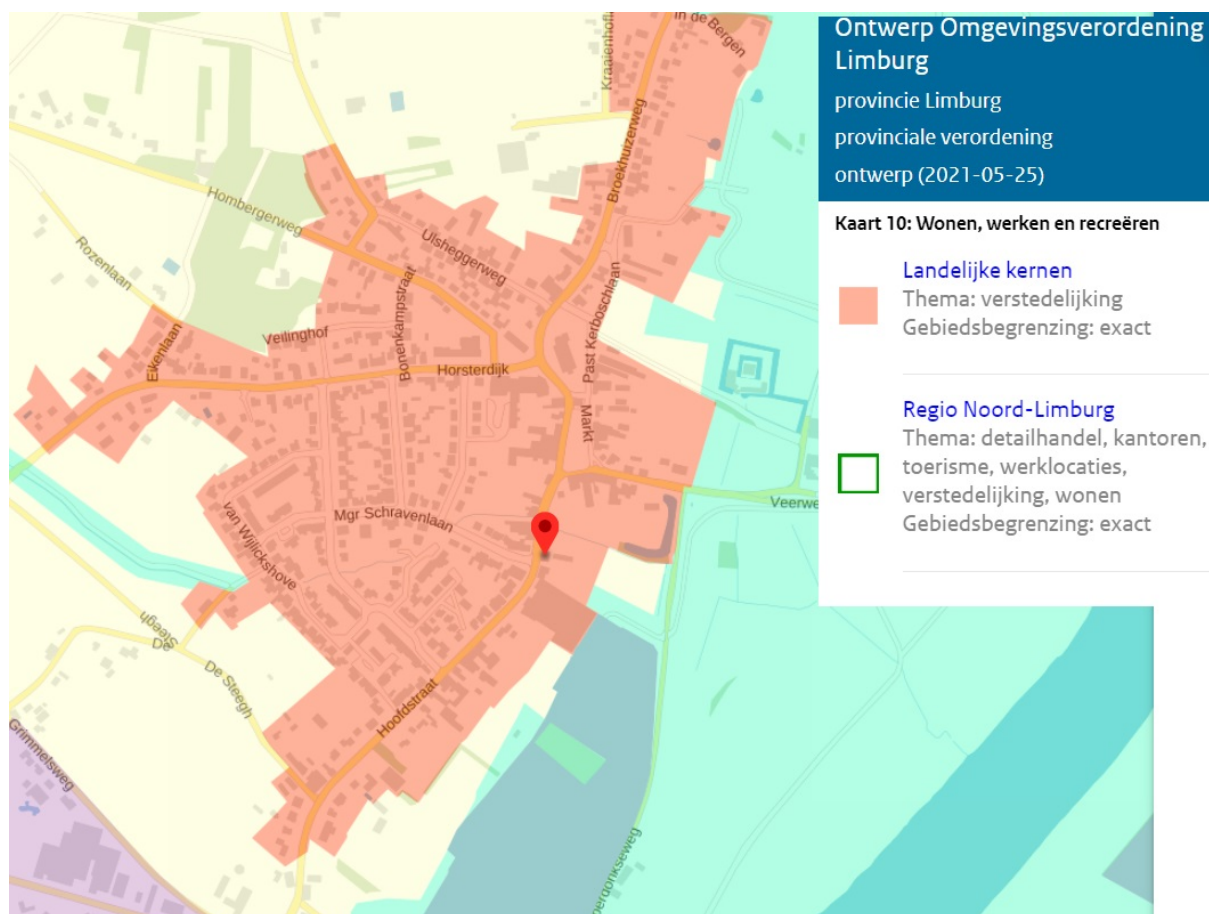 In de Bergen
Broekhuizerweg
Hombergerweg
Ulsheggerweg
Rozenlaan
Bonenkampstraat
Past Kerboschlaan
Veilinghof
Eikenlaan
Horsterdijk
Markt
Mgr Schravenlaan
van Wijlickshove
De
Steegh
De Steegh
Hoofdstraat
Grimmelsweg
Ontwerp Omgevingsverordening
Limburg
provincie Limburg
provinciale verordening
ontwerp (2021-05-25)
Kaart 10: Wonen, werken en recreëren
Landelijke kernen
Thema: verstedelijking
Gebiedsbegrenzing: exact
Regio Noord-Limburg
Thema: detailhandel, kantoren,
toerisme, werklocaties,
verstedelijking, wonen
Gebiedsbegrenzing: exact